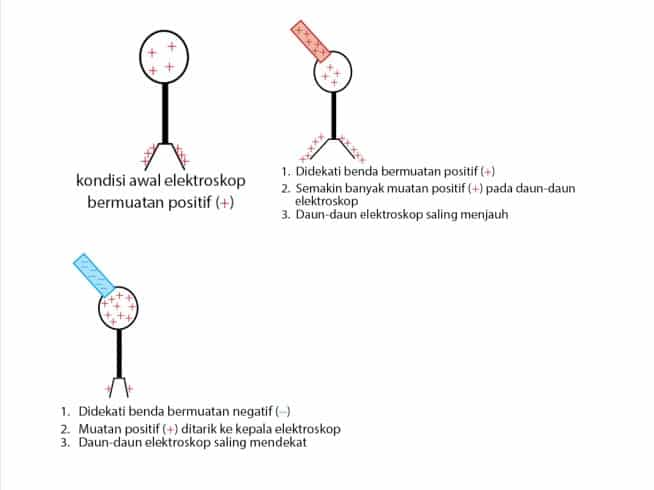 kondisi awal elektroskop
bermuatan positif (+)
1. Didekati benda bermuatan positif (+)
2. Semakin banyak muatan positif (+) pada daun-daun
elektroskop
3. Daun-daun elektroskop saling menjauh
1. Didekati benda bermuatan negatif (–)
2. Muatan positif (+) ditarik ke kepala elektroskop
3. Daun-daun elektroskop saling mendekat